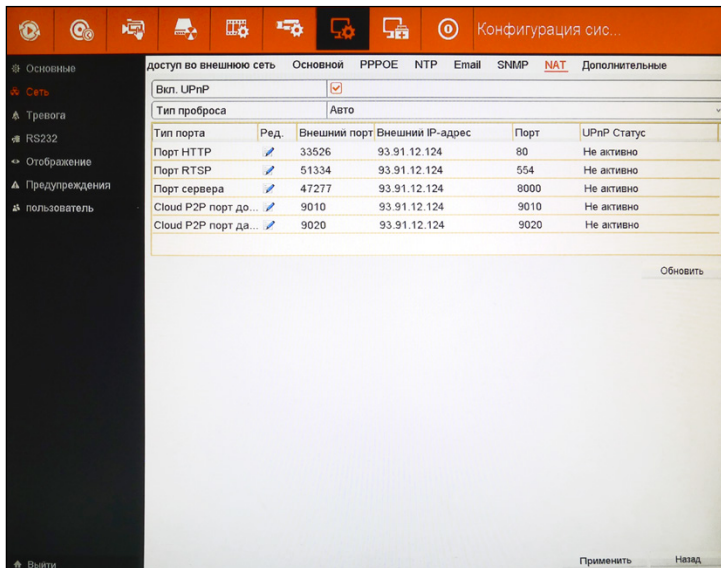 Конфигурация сис...
Основные
Сеть
Тревога
RS232
Отображение
Предупреждения
пользователь
Выйти
доступ во внешнюю сеть Основной PPPOE NTP Email SNMP NAT Дополнительные
Вкл. UPnP
Тип проброса Авто
Тип порта Ред. Внешний порт Внешний IP-адрес Порт UPnP Статус
Порт HTTP 33526 93.91.12.124 80 Не активно
Порт RTSP 51334 93.91.12.124 554 Не активно
Порт сервера 47277 93.91.12.124 8000 Не активно
Cloud P2P порт до... 9010 93.91.12.124 9010 Не активно
Cloud P2P порт да... 9020 93.91.12.124 9020 Не активно
Обновить
Применить Назад